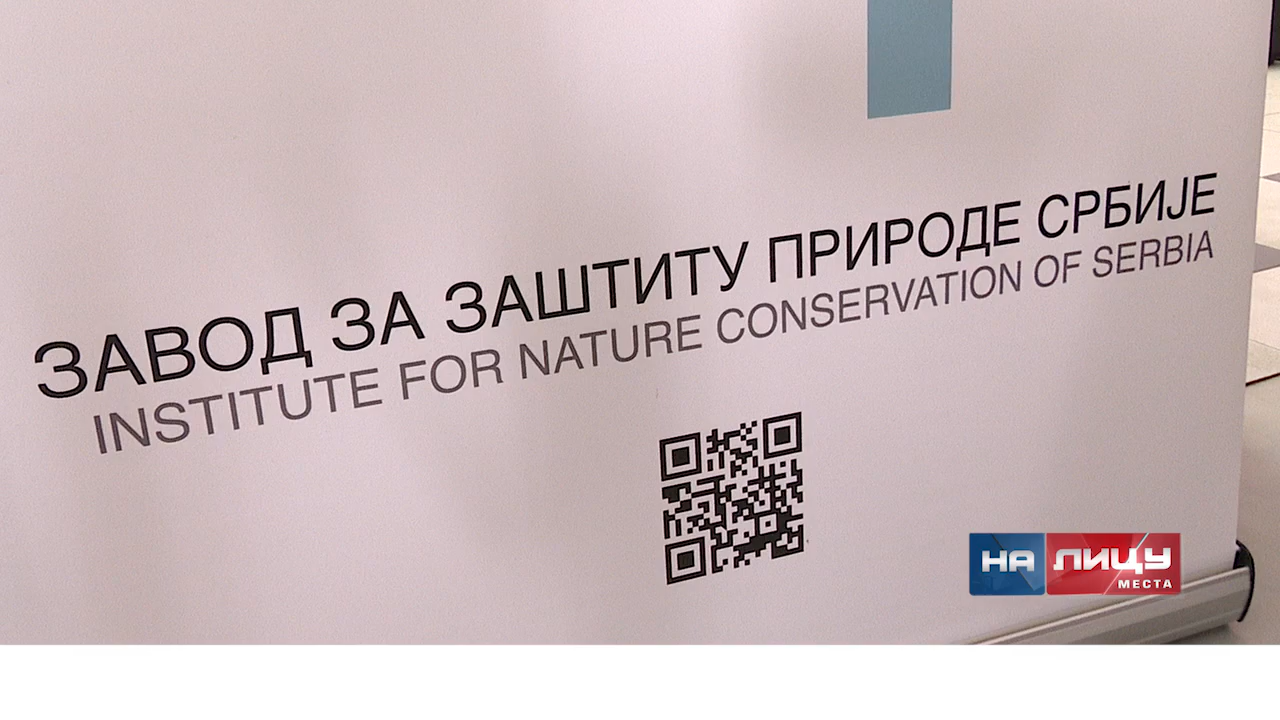 ЗАВОД ЗА ЗАШТИТУ ПРИРОДЕ СРБИЈЕ
INSTITUTE FOR NATURE CONSERVATION OF SERBIA
НА ЛИЦУ
МЕСТА